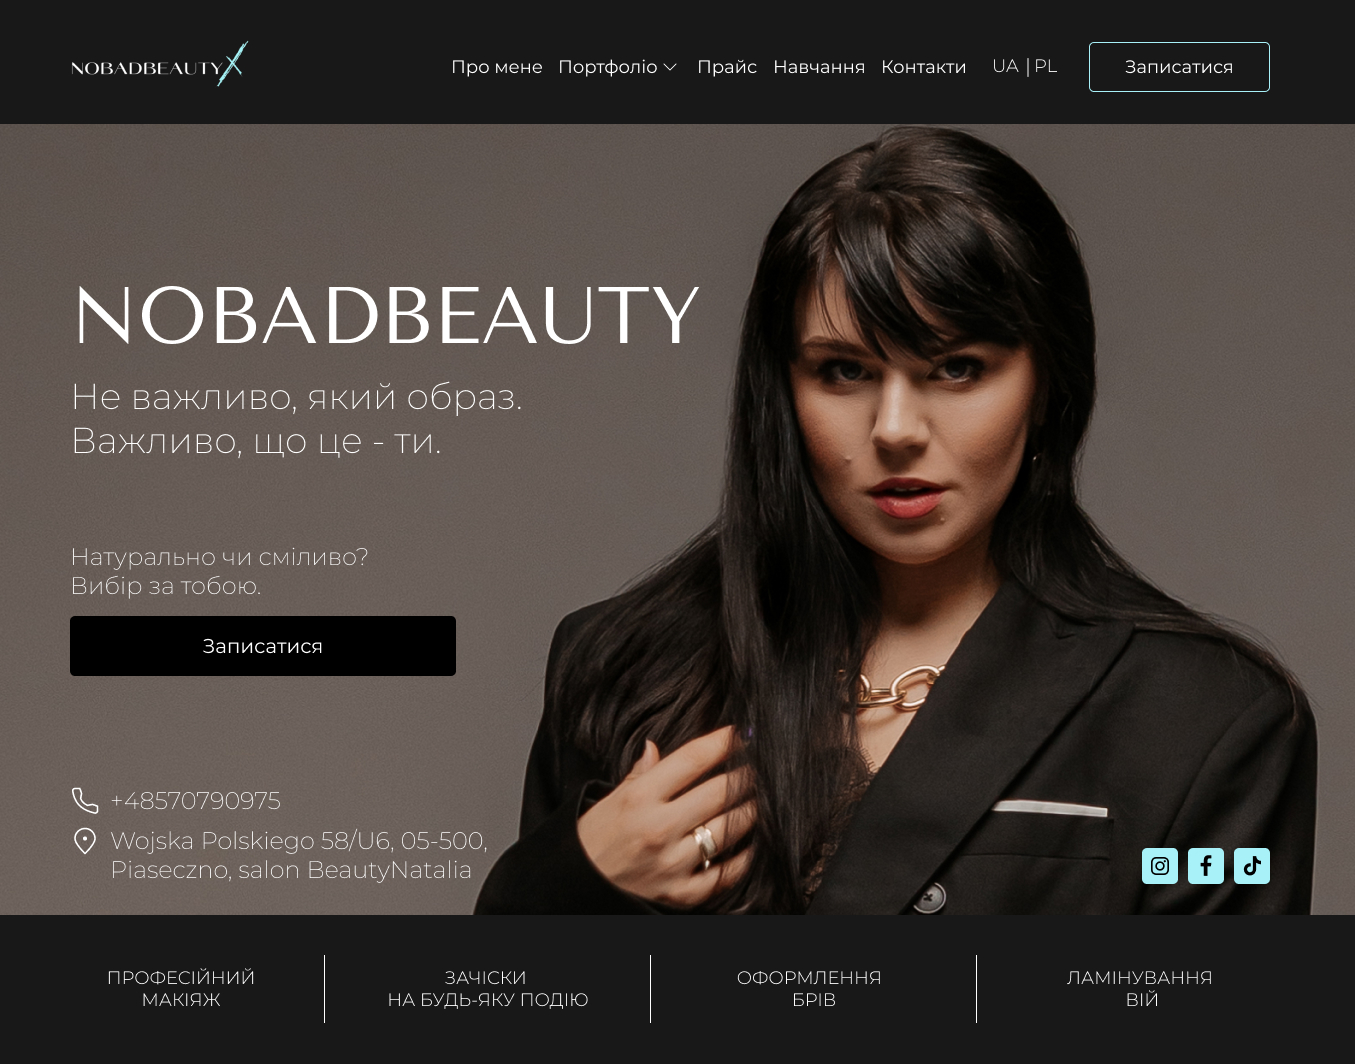 NOBADBEAUTY
Про мене Портфоліо Прайс Навчання Контакти UA | PL Записатися
NOBADBEAUTY
Не важливо, який образ.
Важливо, що це - ти.
Натурально чи сміливо?
Вибір за тобою.
Записатися
+48570790975
Wojska Polskiego 58/U6, 05-500,
Piaseczno, salon BeautyNatalia
ПРОФЕСІЙНИЙ
МАКІЯЖ
ЗАЧІСКИ
НА БУДЬ-ЯКУ ПОДІЮ
ОФОРМЛЕННЯ
БРІВ
ЛАМІНУВАННЯ
ВІЙ